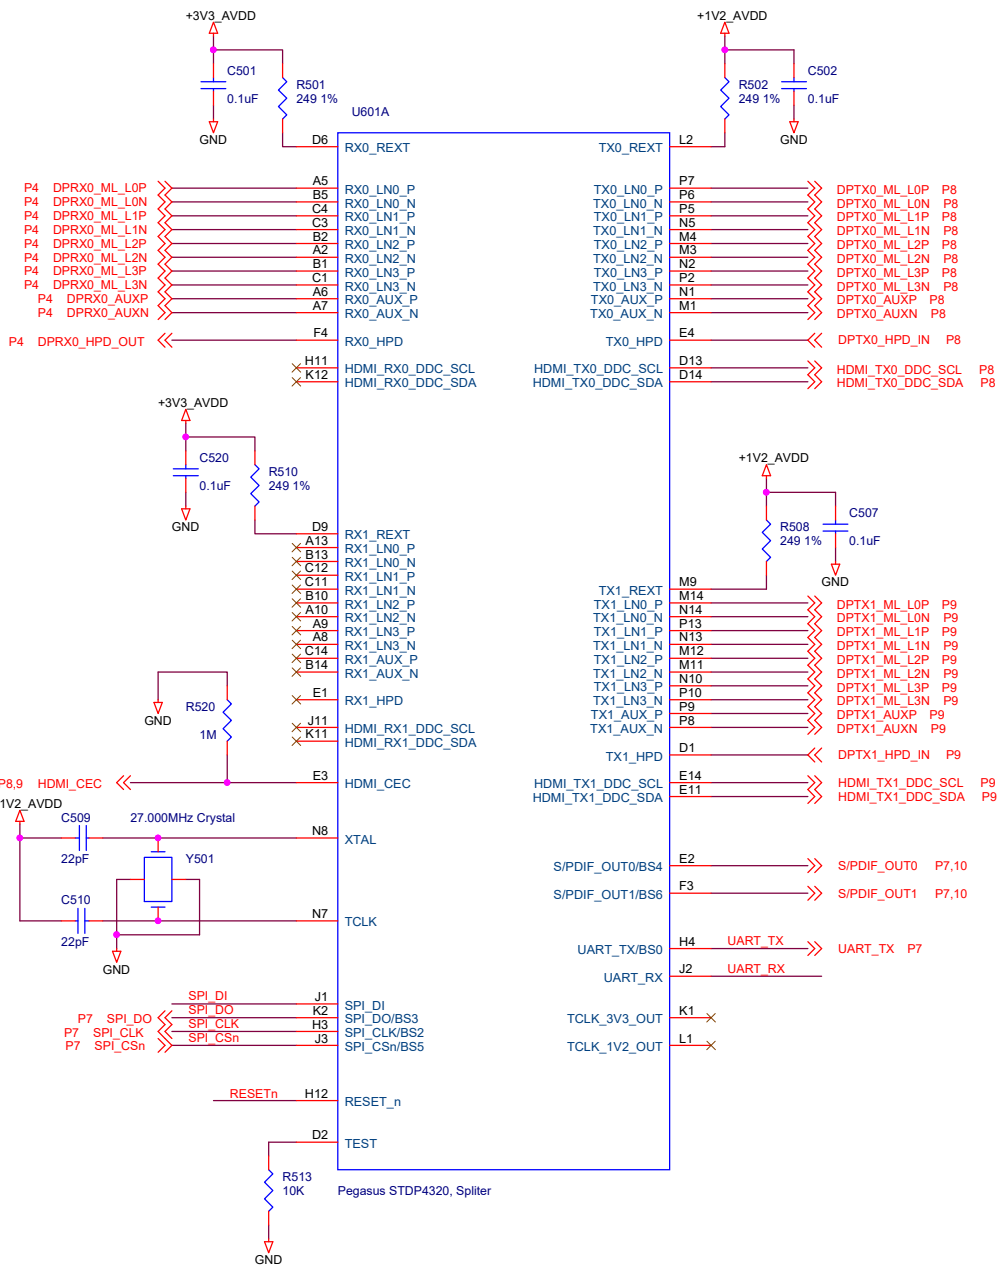 +3V3_AVDD
+1V2_AVDD
C501
0.1uF
R501
249 1%
GND
R502
249 1%
C502
0.1uF
GND
U601A
D6 RX0_REXT
TX0_REXT L2
P4 DPRX0_ML_L0P A5 RX0_LN0_P
P4 DPRX0_ML_L0N B5 RX0_LN0_N
P4 DPRX0_ML_L1P C4 RX0_LN1_P
P4 DPRX0_ML_L1N C3 RX0_LN1_N
P4 DPRX0_ML_L2P B2 RX0_LN2_P
P4 DPRX0_ML_L2N A2 RX0_LN2_N
P4 DPRX0_ML_L3P B1 RX0_LN3_P
P4 DPRX0_ML_L3N C1 RX0_LN3_N
P4 DPRX0_AUXP A6 RX0_AUX_P
P4 DPRX0_AUXN A7 RX0_AUX_N
P4 DPRX0_HPD_OUT F4 RX0_HPD
H11 HDMI_RX0_DDC_SCL
K12 HDMI_RX0_DDC_SDA
TX0_LN0_P P7 DPTX0_ML_L0P P8
TX0_LN0_N P6 DPTX0_ML_L0N P8
TX0_LN1_P P5 DPTX0_ML_L1P P8
TX0_LN1_N N5 DPTX0_ML_L1N P8
TX0_LN2_P M4 DPTX0_ML_L2P P8
TX0_LN2_N M3 DPTX0_ML_L2N P8
TX0_LN3_P N2 DPTX0_ML_L3P P8
TX0_LN3_N P2 DPTX0_ML_L3N P8
TX0_AUX_P N1 DPTX0_AUXP P8
TX0_AUX_N M1 DPTX0_AUXN P8
TX0_HPD E4 DPTX0_HPD_IN P8
HDMI_TX0_DDC_SCL D13 HDMI_TX0_DDC_SCL P8
HDMI_TX0_DDC_SDA D14 HDMI_TX0_DDC_SDA P8
+3V3_AVDD
C520
0.1uF
R510
249 1%
GND
D9 RX1_REXT
A13 RX1_LN0_P
B13 RX1_LN0_N
C12 RX1_LN1_P
C11 RX1_LN1_N
B10 RX1_LN2_P
A10 RX1_LN2_N
A9 RX1_LN3_P
A8 RX1_LN3_N
C14 RX1_AUX_P
B14 RX1_AUX_N
E1 RX1_HPD
J11 HDMI_RX1_DDC_SCL
K11 HDMI_RX1_DDC_SDA
+1V2_AVDD
R508
249 1%
C507
0.1uF
GND
TX1_REXT M9
TX1_LN0_P M14 DPTX1_ML_L0P P9
TX1_LN0_N N14 DPTX1_ML_L0N P9
TX1_LN1_P P13 DPTX1_ML_L1P P9
TX1_LN1_N N13 DPTX1_ML_L1N P9
TX1_LN2_P M12 DPTX1_ML_L2P P9
TX1_LN2_N M11 DPTX1_ML_L2N P9
TX1_LN3_P N10 DPTX1_ML_L3P P9
TX1_LN3_N P10 DPTX1_ML_L3N P9
TX1_AUX_P P9 DPTX1_AUXP P9
TX1_AUX_N P8 DPTX1_AUXN P9
TX1_HPD D1 DPTX1_HPD_IN P9
HDMI_TX1_DDC_SCL E14 HDMI_TX1_DDC_SCL P9
HDMI_TX1_DDC_SDA E11 HDMI_TX1_DDC_SDA P9
GND
R520
1M
P8,9 HDMI_CEC E3 HDMI_CEC
1V2_AVDD
C509
22pF
27.000MHz Crystal
Y501
N8 XTAL
C510
22pF
N7 TCLK
GND
S/PDIF_OUT0/BS4 E2 S/PDIF_OUT0 P7,10
S/PDIF_OUT1/BS6 F3 S/PDIF_OUT1 P7,10
UART_TX/BS0 H4 UART_TX UART_TX P7
UART_RX J2 UART_RX
TCLK_3V3_OUT K1
TCLK_1V2_OUT L1
SPI_DI J1 SPI_DI
P7 SPI_DO SPI_DO K2 SPI_DO/BS3
P7 SPI_CLK SPI_CLK H3 SPI_CLK/BS2
P7 SPI_CSn SPI_CSn J3 SPI_CSn/BS5
RESETn H12 RESET_n
D2 TEST
R513
10K
GND
Pegasus STDP4320, Spliter